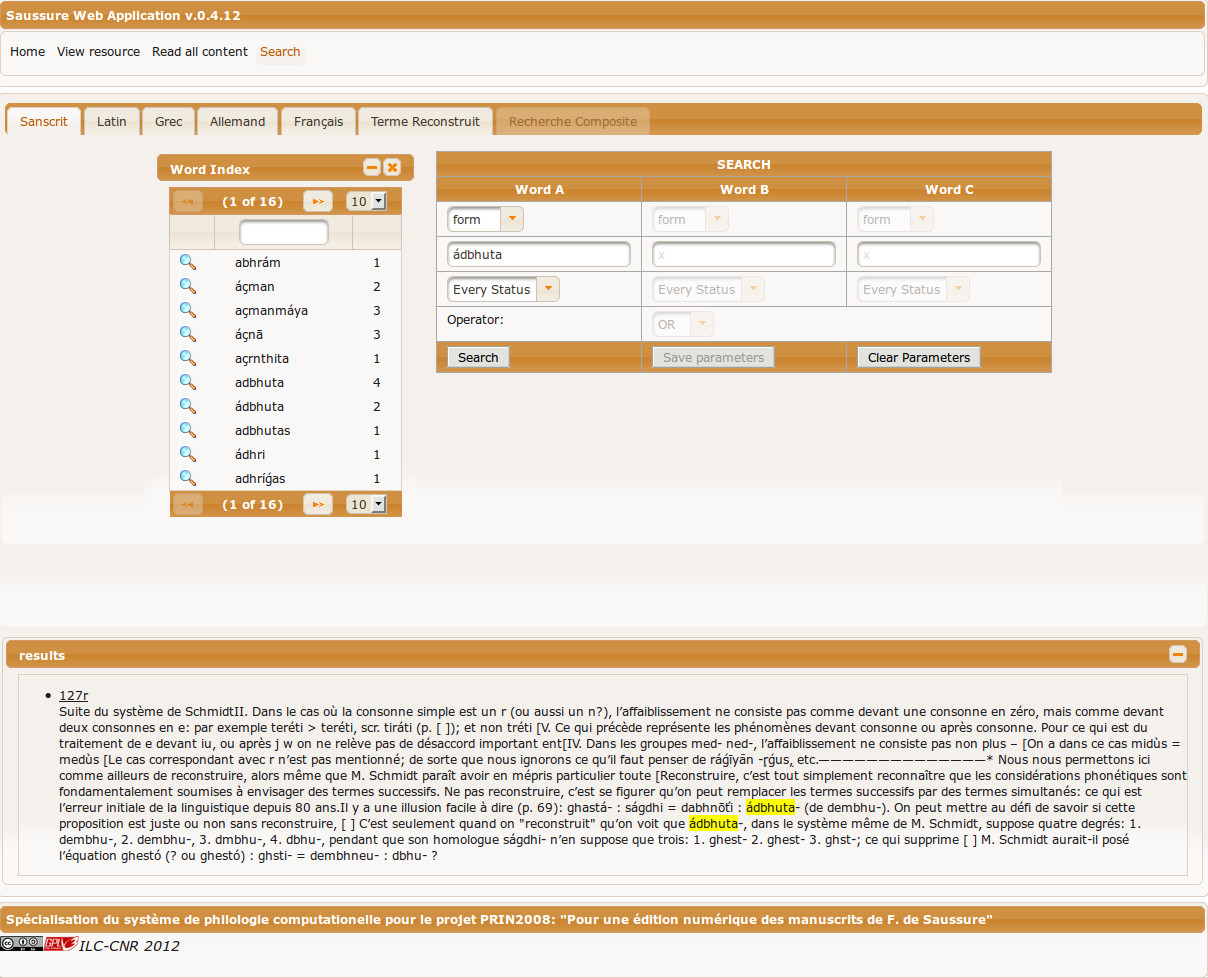 Saussure Web Application v.0.4.12
Home View resource Read all content Search
Sanscrit Latin Grec Allemand Français Terme Reconstruit Recherche Composite
Word Index
(1 of 16) 10
abhrám 1
áçman 2
açmanmáya 3
áçnā 3
açrnthita 1
adbhuta 4
ádbhuta 2
adbhutas 1
ádhri 1
adhríǵas 1
(1 of 16) 10
SEARCH
Word A Word B Word C
form form form
ádbhuta x x
Every Status Every Status Every Status
Operator: OR
Search Save parameters Clear Parameters
results
127r
Suite du système de SchmidtII. Dans le cas où la consonne simple est un r (ou aussi un n?), l’affaiblissement ne consiste pas comme devant une consonne en zéro, mais comme devant
deux consonnes en e: par exemple teréti > teréti, scr. tiráti (p. [ ]); et non tréti [V. Ce qui précède représente les phénomènes devant consonne ou après consonne. Pour ce qui est du
traitement de e devant iu, ou après j w on ne relève pas de désaccord important ent[IV. Dans les groupes med- ned-, l’affaiblissement ne consiste pas non plus – [On a dans ce cas midùs =
medùs [Le cas correspondant avec r n’est pas mentionné; de sorte que nous ignorons ce qu’il faut penser de ráǵīyān -r̥ǵus, etc.——————————————* Nous nous permettons ici
comme ailleurs de reconstruire, alors même que M. Schmidt paraît avoir en mépris particulier toute [Reconstruire, c’est tout simplement reconnaître que les considérations phonétiques sont
fondamentalement soumises à envisager des termes successifs. Ne pas reconstruire, c’est se figurer qu’on peut remplacer les termes successifs par des termes simultanés: ce qui est
l’erreur initiale de la linguistique depuis 80 ans.Il y a une illusion facile à dire (p. 69): ghastá- : ságdhi = dabhnōti : ádbhuta- (de dembhu-). On peut mettre au défi de savoir si cette
proposition est juste ou non sans reconstruire, [ ] C’est seulement quand on "reconstruit" qu’on voit que ádbhuta-, dans le système même de M. Schmidt, suppose quatre degrés: 1.
dembhu-, 2. dembhu-, 3. dmbhu-, 4. dbhu-, pendant que son homologue ságdhi- n’en suppose que trois: 1. ghest- 2. ghest- 3. ghst-; ce qui supprime [ ] M. Schmidt aurait-il posé
l’équation ghestó (? ou ghestó) : ghsti- = dembhneu- : dbhu- ?
Spécialisation du système de philologie computationelle pour le projet PRIN2008: "Pour une édition numérique des manuscrits de F. de Saussure"
GPLv3 ILC-CNR 2012